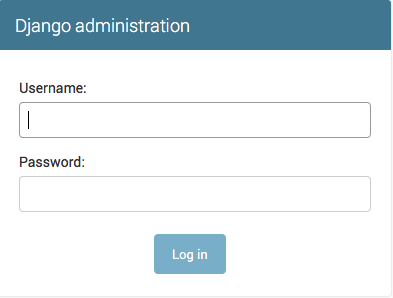 Django administration
Username:
Password:
Log in